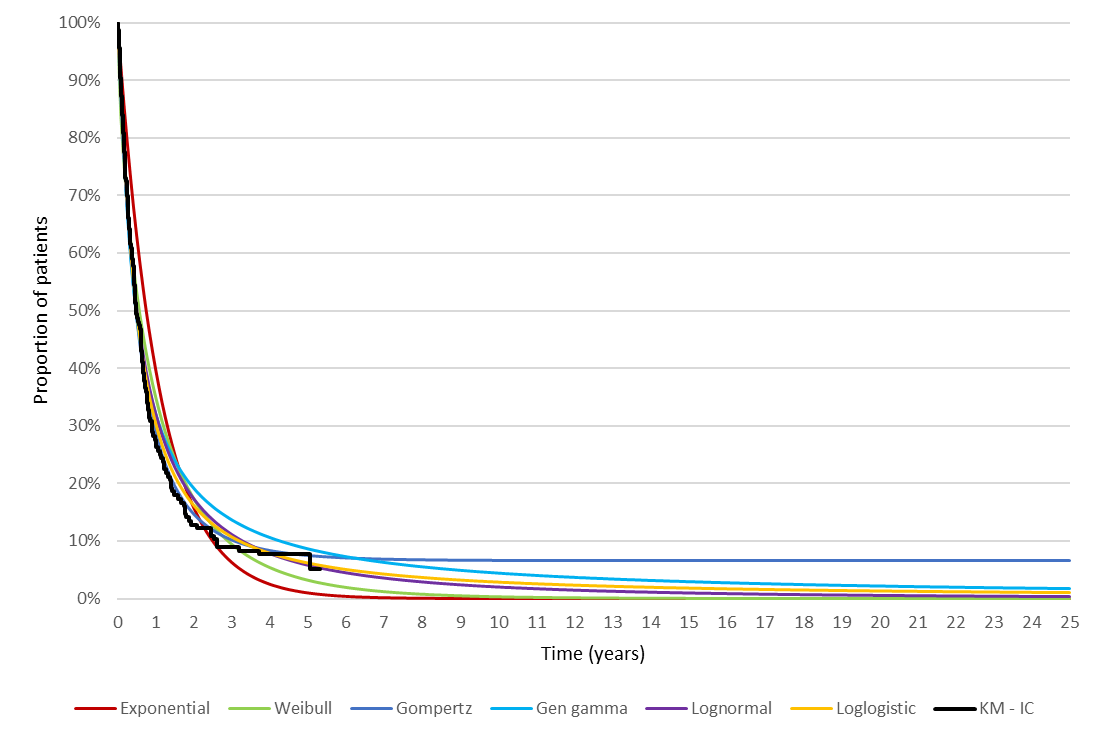 100%
90%
80%
70%
60%
50%
40%
30%
20%
10%
0%
Proportion of patients
0 1 2 3 4 5 6 7 8 9 10 11 12 13 14 15 16 17 18 19 20 21 22 23 24 25
Time (years)
Exponential Weibull Gompertz Gen gamma Lognormal Loglogistic KM - IC